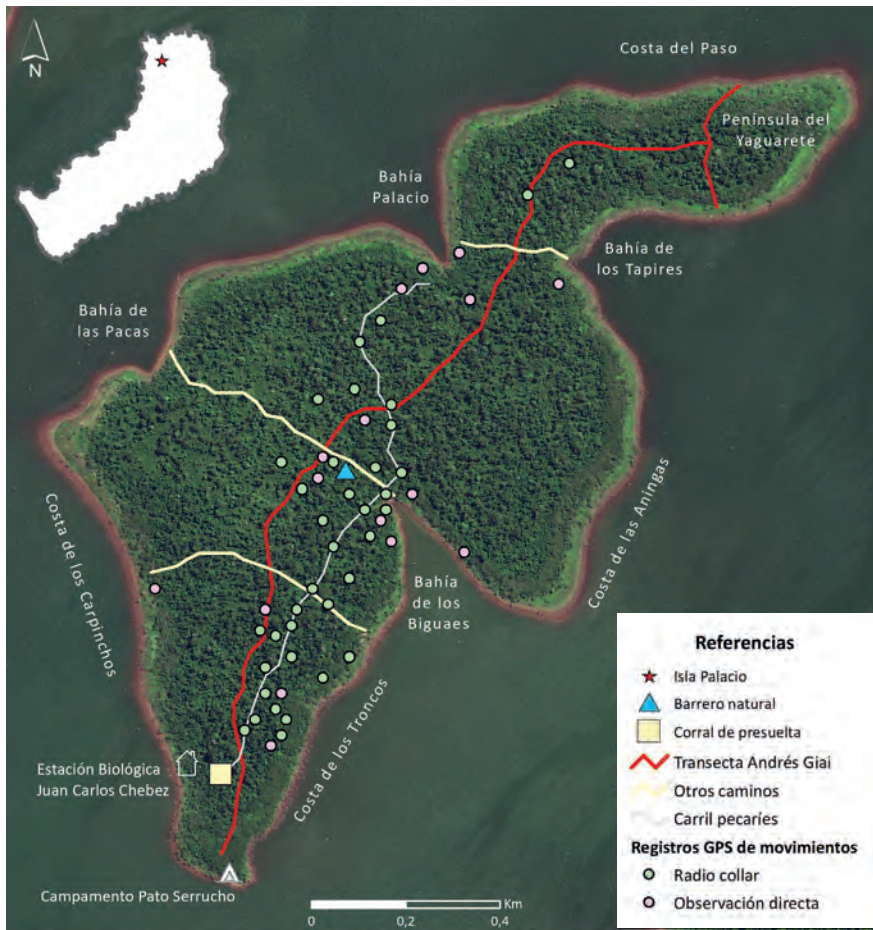 N
Costa del Paso
Península del
Yaguareté
Bahía
Palacio
Bahía de
los Tapires
Bahía de
las Pacas
Costa de los Carpinchos
Costa de las Aningas
Bahía
de los
Biguaes
Costa de los Troncos
Estación Biológica
Juan Carlos Chebez
Campamento Pato Serrucho
Km
0
0,2
0,4
Referencias
Isla Palacio
Barrero natural
Corral de presuelta
Transecta Andrés Giai
Otros caminos
Carril pecaríes
Registros GPS de movimientos
Radio collar
Observación directa